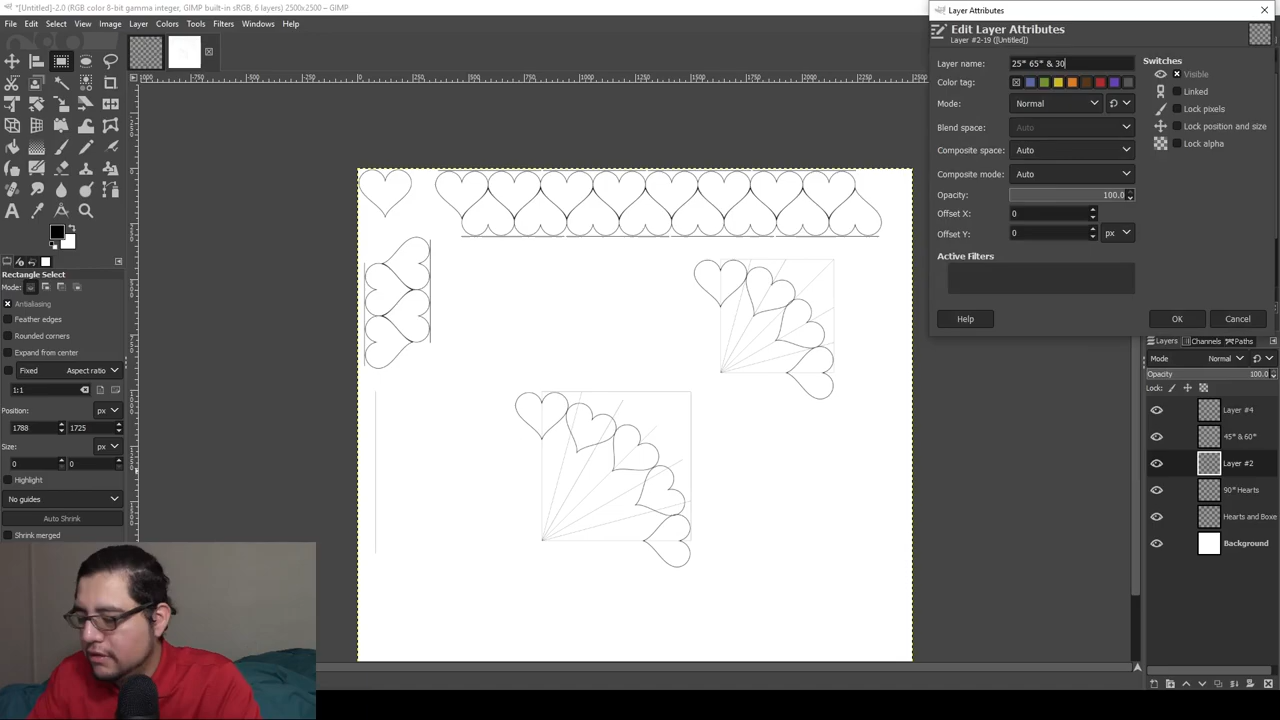 *[Untitled]-2.0 (RGB color 8-bit gamma integer, GIMP built-in sRGB, 6 layers) 2500x2500 – GIMP
File Edit Select View Image Layer Colors Tools Filters Windows Help
Rectangle Select
Mode:
Antialiasing
Feather edges
Rounded corners
Expand from center
Fixed Aspect ratio
1:1
Position: px
1788 1725
Size: px
0 0
Highlight
No guides
Auto Shrink
Shrink merged
Layer Attributes
Edit Layer Attributes
Layer #2-19 ([Untitled])
Layer name: 25° 65° & 30
Color tag:
Mode: Normal
Blend space: Auto
Composite space: Auto
Composite mode: Auto
Opacity: 100.0
Offset X: 0
Offset Y: 0 px
Active Filters
Switches
Visible
Linked
Lock pixels
Lock position and size
Lock alpha
Help OK Cancel
Layers Channels Paths
Mode Normal
Opacity 100.0
Lock:
Layer #4
45° & 60°
Layer #2
90° Hearts
Hearts and Boxe
Background